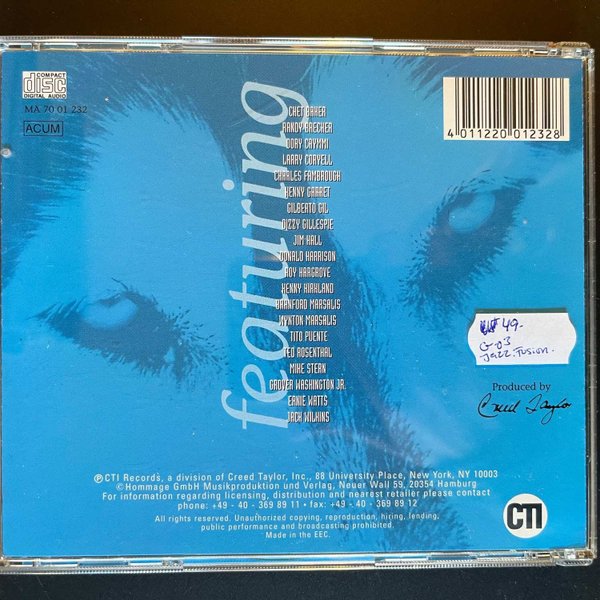 COMPACT
disc
DIGITAL AUDIO
MA 70 01 232
ACUM
4 011220 012328
featuring
CHET BAKER
RANDY BRECKER
DORY CAYMMI
LARRY CORYELL
CHARLES FAMBROUGH
KENNY GARRET
GILBERTO GIL
DIZZY GILLESPIE
JIM HALL
DONALD HARRISON
ROY HARGROVE
KENNY KIRKLAND
BRANFORD MARSALIS
WYNTON MARSALIS
TITO PUENTE
TED ROSENTHAL
MIKE STERN
GROVER WASHINGTON JR.
ERNIE WATTS
JACK WILKINS
49.-
G-03
Jazz.Fusion.
Produced by
Creed Taylor
℗CTI Records, a division of Creed Taylor, Inc., 88 University Place, New York, NY 10003
©Hommage GmbH Musikproduktion und Verlag, Neuer Wall 59, 20354 Hamburg
For information regarding licensing, distribution and nearest retailer please contact
phone: +49 - 40 - 369 89 11 • fax: +49 - 40 - 369 89 12
All rights reserved. Unauthorized copying, reproduction, hiring, lending,
public performance and broadcasting prohibited.
Made in the EEC.
CTI